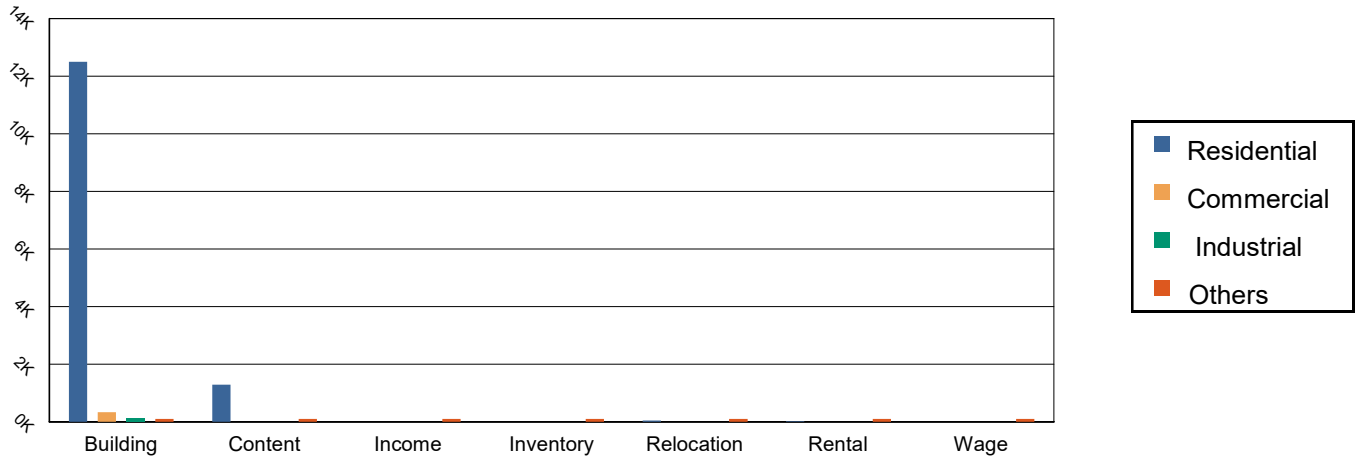 14K
12K
10K
8K
6K
4K
2K
0K
Building Content Income Inventory Relocation Rental Wage
Residential
Commercial
Industrial
Others